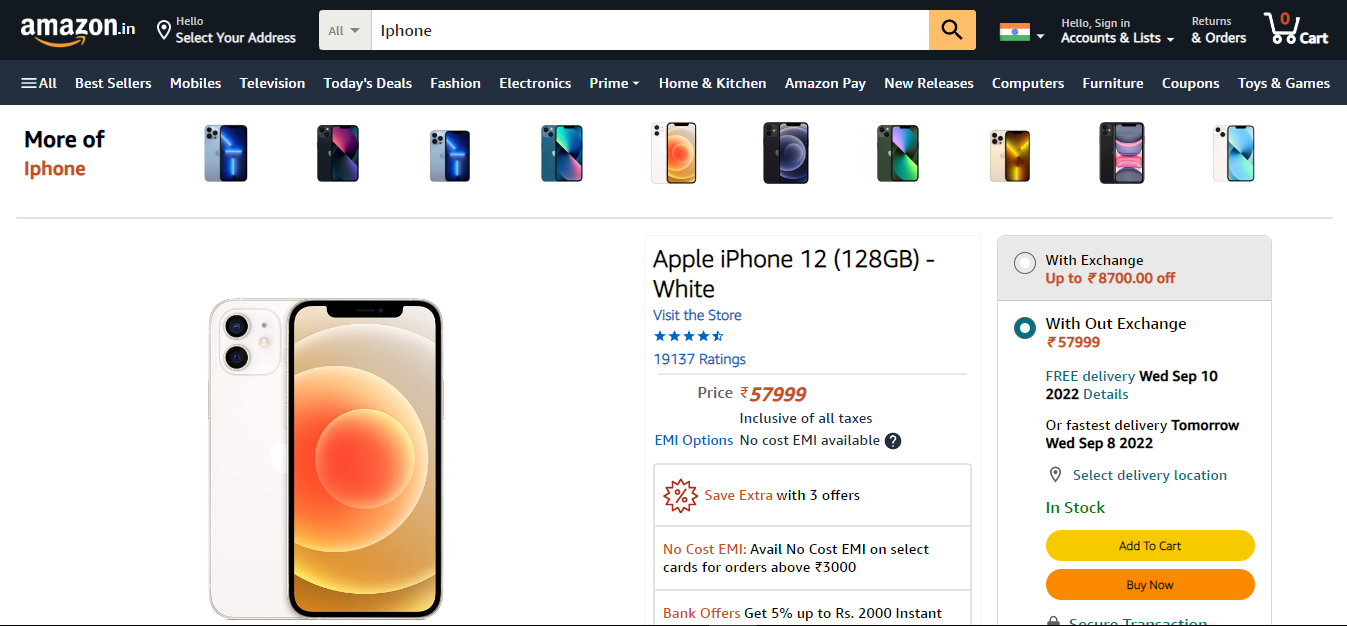 amazon.in
Hello
Select Your Address
All
Iphone
Hello, Sign in
Accounts & Lists
Returns
& Orders
0
Cart
All Best Sellers Mobiles Television Today's Deals Fashion Electronics Prime Home & Kitchen Amazon Pay New Releases Computers Furniture Coupons Toys & Games
More of
Iphone
Apple iPhone 12 (128GB) -
White
Visit the Store
19137 Ratings
Price ₹57999
Inclusive of all taxes
EMI Options No cost EMI available ?
% Save Extra with 3 offers
No Cost EMI: Avail No Cost EMI on select
cards for orders above ₹3000
Bank Offers Get 5% up to Rs. 2000 Instant
With Exchange
Up to ₹8700.00 off
With Out Exchange
₹57999
FREE delivery Wed Sep 10
2022 Details
Or fastest delivery Tomorrow
Wed Sep 8 2022
Select delivery location
In Stock
Add To Cart
Buy Now
Secure Transaction